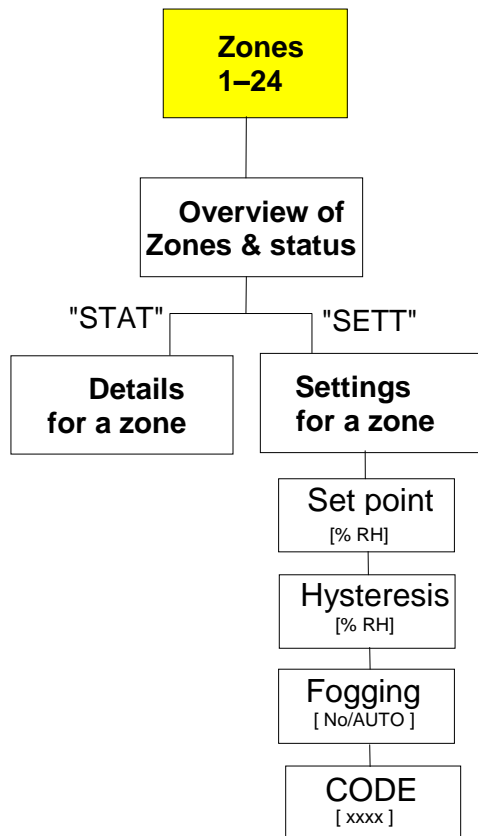 Zones
1–24
Overview of
Zones & status
"STAT"
"SETT"
Details
for a zone
Settings
for a zone
Set point
[% RH]
Hysteresis
[% RH]
Fogging
[ No/AUTO ]
CODE
[ xxxx ]